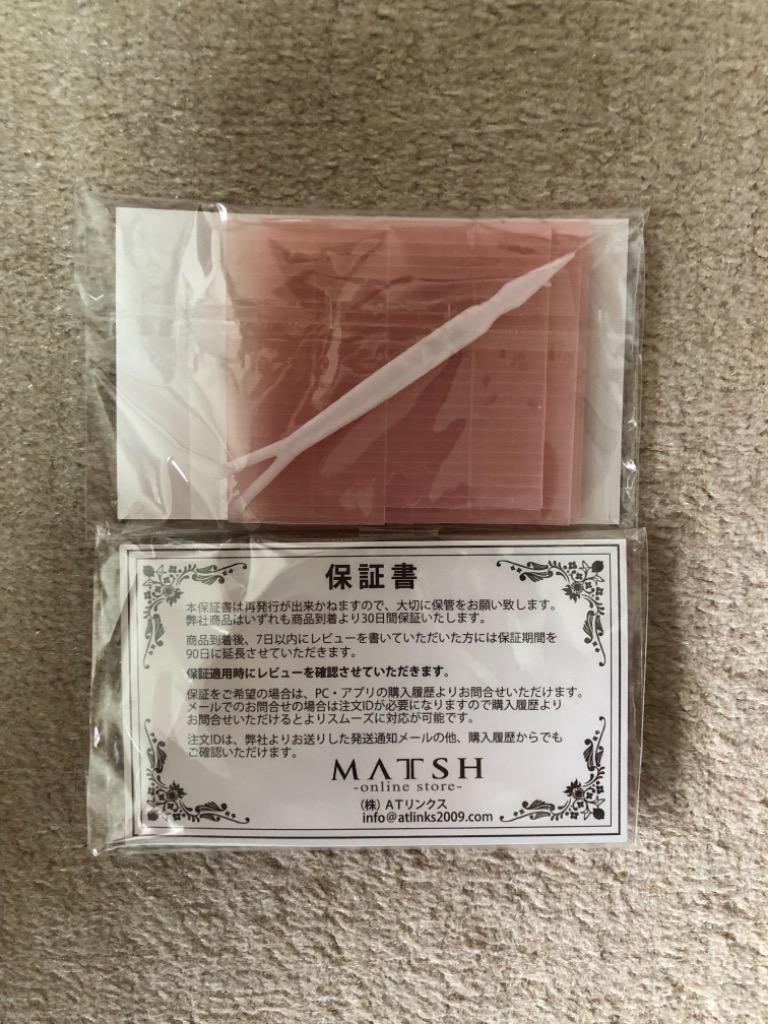 保証書
本保証書は再発行が出来かねますので、大切に保管をお願い致します。
弊社商品はいずれも商品到着より30日間保証いたします。
商品到着後、7日以内にレビューを書いていただいた方には保証期間を
90日に延長させていただきます。
保証適用時にレビューを確認させていただきます。
保証をご希望の場合は、PC・アプリの購入履歴よりお問合せいただけます。
メールでのお問合せの場合は注文IDが必要になりますので購入履歴より
お問合せいただけるとよりスムーズに対応が可能です。
注文IDは、弊社よりお送りした発送通知メールの他、購入履歴からでも
ご確認いただけます。
MATSH
-online store-
（株）ATリンクス
info@atlinks2009.com